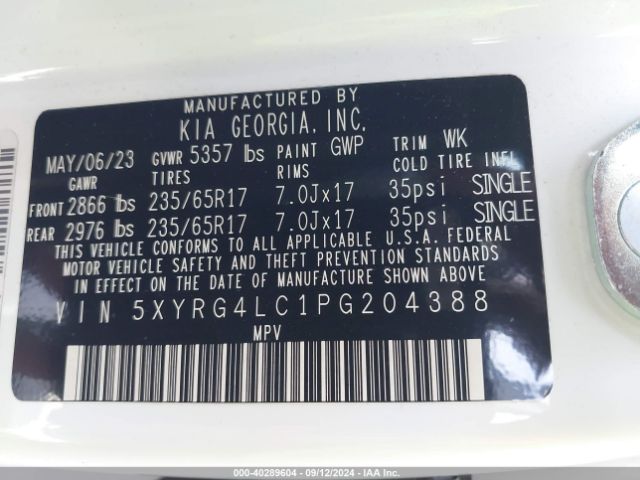 MANUFACTURED BY
KIA GEORGIA, INC.
MAY/06/23 GVWR 5357 lbs PAINT GWP TRIM WK
GAWR TIRES RIMS COLD TIRE INFL
FRONT 2866 lbs 235/65R17 7.0Jx17 35psi SINGLE
REAR 2976 lbs 235/65R17 7.0Jx17 35psi SINGLE
THIS VEHICLE CONFORMS TO ALL APPLICABLE U.S.A. FEDERAL
MOTOR VEHICLE SAFETY AND THEFT PREVENTION STANDARDS
IN EFFECT ON THE DATE OF MANUFACTURE SHOWN ABOVE.
VIN 5XYRG4LC1PG204388
MPV
000-40289604 - 09/12/2024 - IAAI.COM